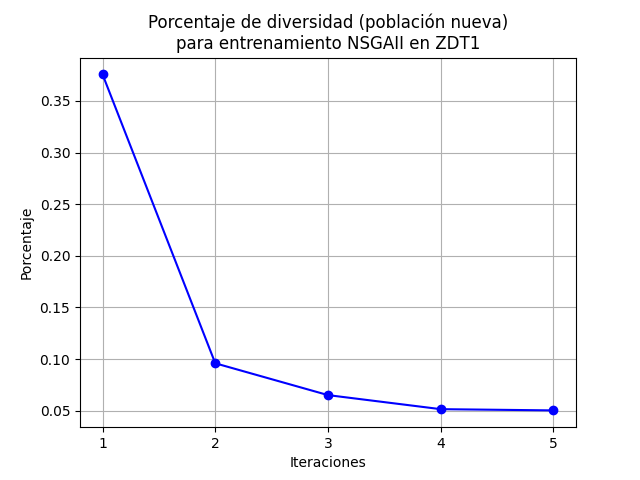 Porcentaje de diversidad (población nueva)
para entrenamiento NSGAII en ZDT1
Porcentaje
0.35
0.30
0.25
0.20
0.15
0.10
0.05
1 2 3 4 5
Iteraciones